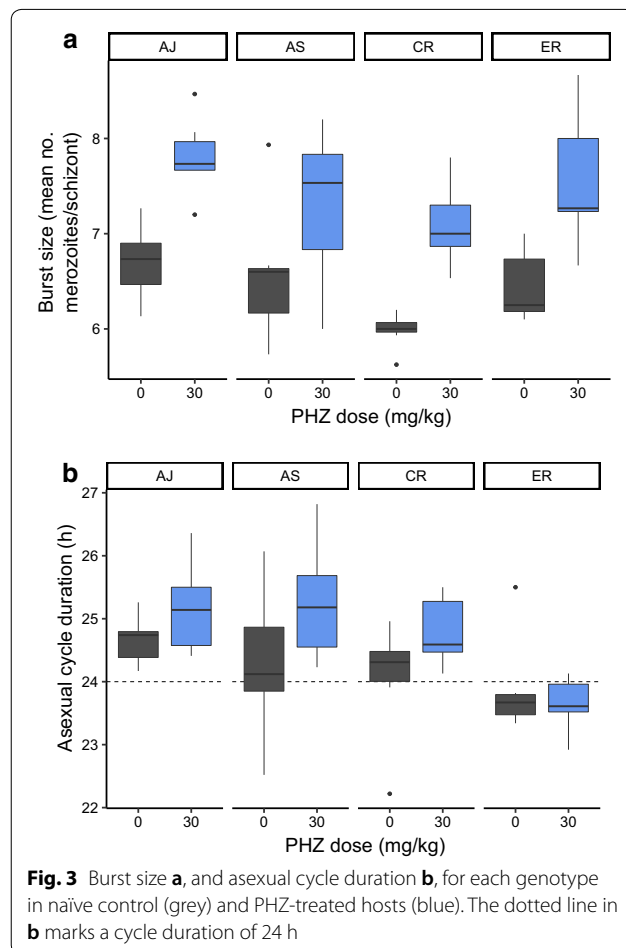 a
AJ AS CR ER
Burst size (mean no.
merozoites/schizont)
8
7
6
0 30 0 30 0 30 0 30
PHZ dose (mg/kg)
b
AJ AS CR ER
Asexual cycle duration (h)
27
26
25
24
23
22
0 30 0 30 0 30 0 30
PHZ dose (mg/kg)
Fig. 3 Burst size a, and asexual cycle duration b, for each genotype
in naïve control (grey) and PHZ-treated hosts (blue). The dotted line in
b marks a cycle duration of 24 h